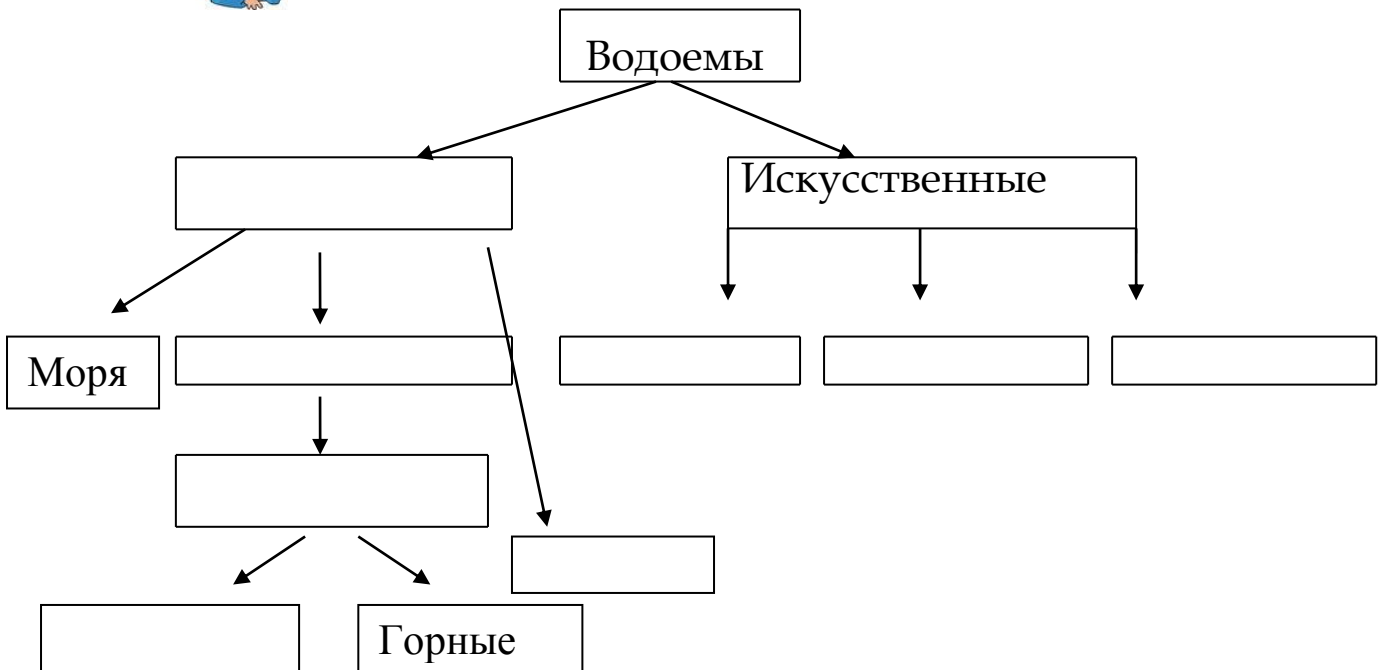 Водоемы
Искусственные
Моря
Горные